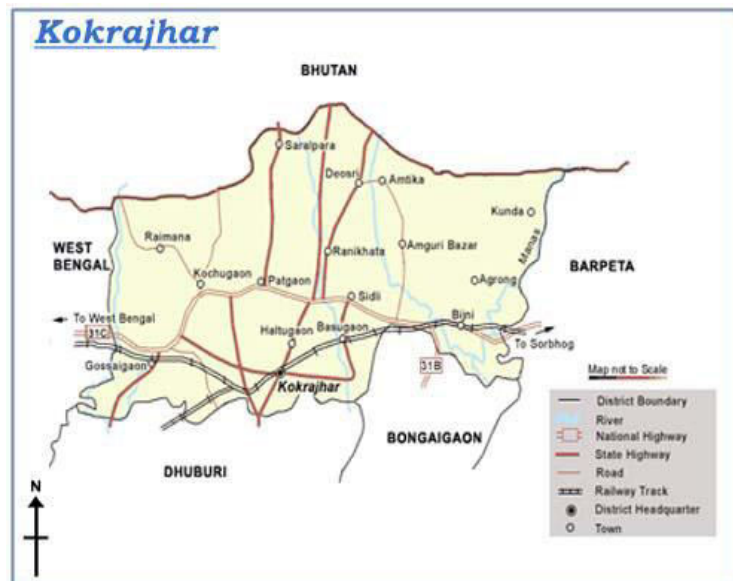 Kokrajhar
BHUTAN
Saralpara
Deosri
Amtika
Kunda
WEST
BENGAL
Raimana
Ranikhata
Amguri Bazar
Manas
BARPETA
Kochugaon
Patgaon
Agrong
Sidli
To West Bengal
31C
Haltugaon
Basugaon
Bijni
To Sorbhog
Gossaigaon
Kokrajhar
31B
Map not to Scale
BONGAIGAON
DHUBURI
District Boundary
River
National Highway
State Highway
Road
Railway Track
District Headquarter
Town
N